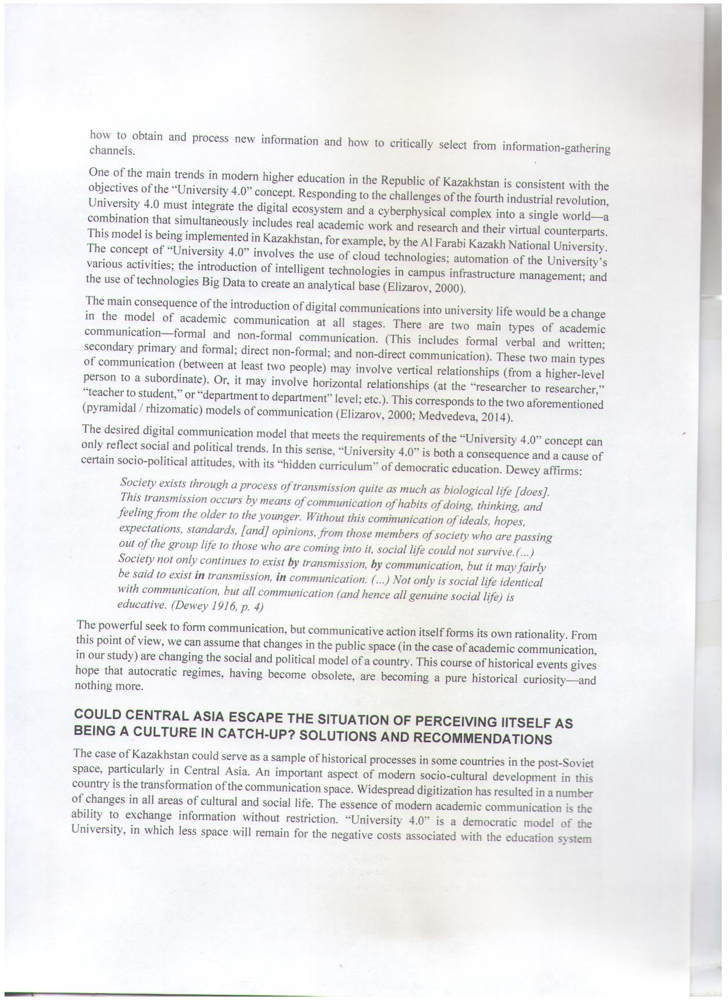 how to obtain and process new information and how to critically select from information-gathering
channels.
One of the main trends in modern higher education in the Republic of Kazakhstan is consistent with the
objectives of the “University 4.0” concept. Responding to the challenges of the fourth industrial revolution,
University 4.0 must integrate the digital ecosystem and a cyberphysical complex into a single world—a
combination that simultaneously includes real academic work and research and their virtual counterparts.
This model is being implemented in Kazakhstan, for example, by the Al Farabi Kazakh National University.
The concept of “University 4.0” involves the use of cloud technologies; automation of the University’s
various activities; the introduction of intelligent technologies in campus infrastructure management; and
the use of technologies Big Data to create an analytical base (Elizarov, 2000).
The main consequence of the introduction of digital communications into university life would be a change
in the model of academic communication at all stages. There are two main types of academic
communication—formal and non-formal communication. (This includes formal verbal and written;
secondary primary and formal; direct non-formal; and non-direct communication). These two main types
of communication (between at least two people) may involve vertical relationships (from a higher-level
person to a subordinate). Or, it may involve horizontal relationships (at the “researcher to researcher,”
“teacher to student,” or “department to department” level; etc.). This corresponds to the two aforementioned
(pyramidal / rhizomatic) models of communication (Elizarov, 2000; Medvedeva, 2014).
The desired digital communication model that meets the requirements of the “University 4.0” concept can
only reflect social and political trends. In this sense, “University 4.0” is both a consequence and a cause of
certain socio-political attitudes, with its “hidden curriculum” of democratic education. Dewey affirms:
Society exists through a process of transmission quite as much as biological life [does].
This transmission occurs by means of communication of habits of doing, thinking, and
feeling from the older to the younger. Without this communication of ideals, hopes,
expectations, standards, [and] opinions, from those members of society who are passing
out of the group life to those who are coming into it, social life could not survive.(...)
Society not only continues to exist by transmission, by communication, but it may fairly
be said to exist in transmission, in communication. (...) Not only is social life identical
with communication, but all communication (and hence all genuine social life) is
educative. (Dewey 1916, p. 4)
The powerful seek to form communication, but communicative action itself forms its own rationality. From
this point of view, we can assume that changes in the public space (in the case of academic communication,
in our study) are changing the social and political model of a country. This course of historical events gives
hope that autocratic regimes, having become obsolete, are becoming a pure historical curiosity—and
nothing more.
COULD CENTRAL ASIA ESCAPE THE SITUATION OF PERCEIVING IITSELF AS
BEING A CULTURE IN CATCH-UP? SOLUTIONS AND RECOMMENDATIONS
The case of Kazakhstan could serve as a sample of historical processes in some countries in the post-Soviet
space, particularly in Central Asia. An important aspect of modern socio-cultural development in this
country is the transformation of the communication space. Widespread digitization has resulted in a number
of changes in all areas of cultural and social life. The essence of modern academic communication is the
ability to exchange information without restriction. “University 4.0” is a democratic model of the
University, in which less space will remain for the negative costs associated with the education system